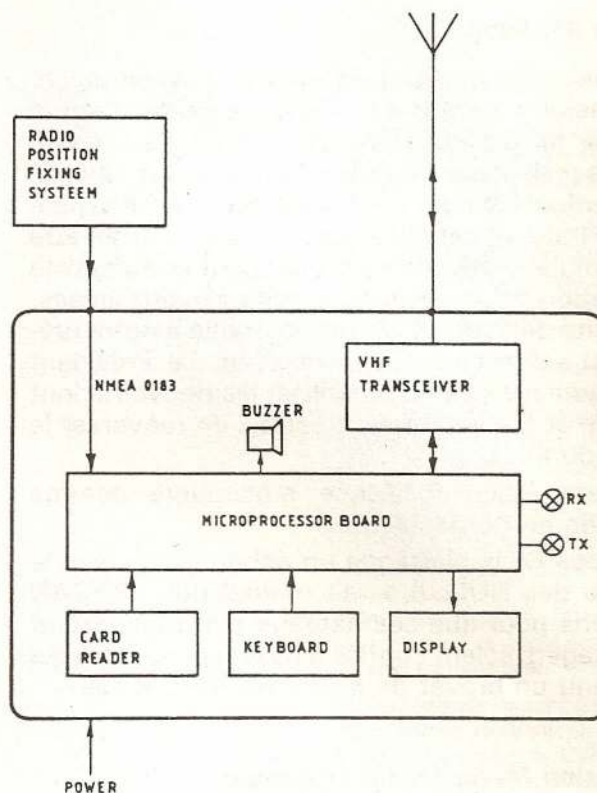 RADIO
POSITION
FIXING
SYSTEEM
NMEA 0183
VHF
TRANSCEIVER
BUZZER
MICROPROCESSOR BOARD
RX
TX
CARD
READER
KEYBOARD
DISPLAY
POWER